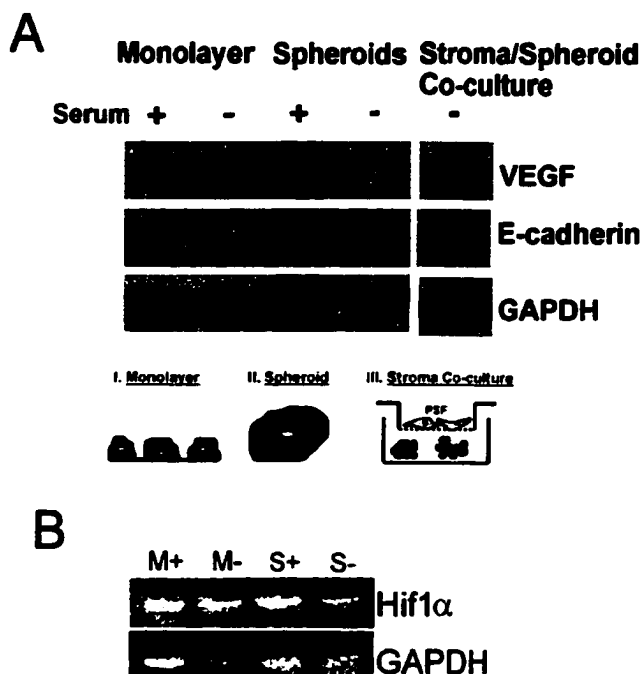 A
Monolayer Spheroids Stroma/Spheroid
Co-culture
Serum + - + - -
VEGF
E-cadherin
GAPDH
I. Monolayer II. Spheroid III. Stroma Co-culture
PSF
B
M+ M- S+ S-
Hif1α
GAPDH